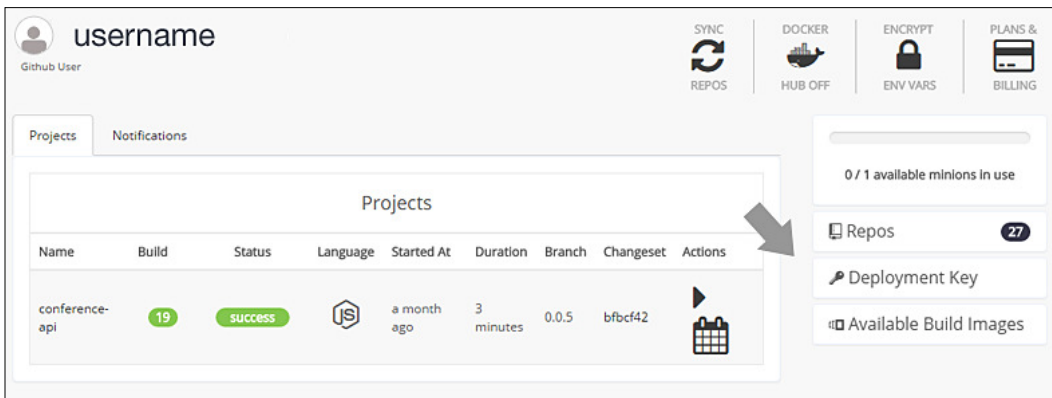 username
Github User
SYNC
REPOS
DOCKER
HUB OFF
ENCRYPT
ENV VARS
PLANS &
BILLING
Projects Notifications
0 / 1 available minions in use
Projects
Repos 27
Deployment Key
Available Build Images
Name Build Status Language Started At Duration Branch Changeset Actions
conference-
api
19
success
JS
a month
ago
3
minutes
0.0.5
bfbcf42